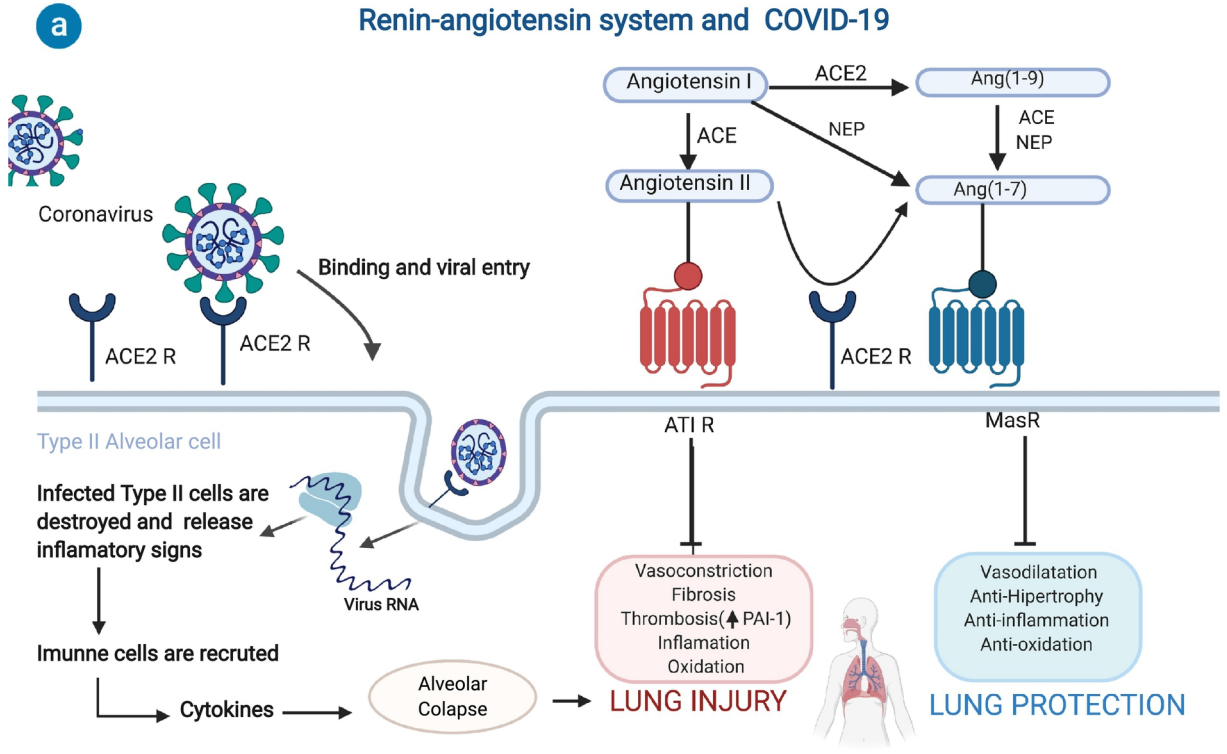 a
Renin-angiotensin system and COVID-19
Angiotensin I
ACE2
Ang(1-9)
ACE
NEP
ACE
NEP
Angiotensin II
Ang(1-7)
Coronavirus
Binding and viral entry
ACE2 R
ACE2 R
ACE2 R
ATI R
MasR
Type II Alveolar cell
Infected Type II cells are
destroyed and release
inflamatory signs
Virus RNA
Imunne cells are recruted
Cytokines
Alveolar
Colapse
Vasoconstriction
Fibrosis
Thrombosis(⬆PAI-1)
Inflamation
Oxidation
LUNG INJURY
Vasodilatation
Anti-Hipertrophy
Anti-inflammation
Anti-oxidation
LUNG PROTECTION